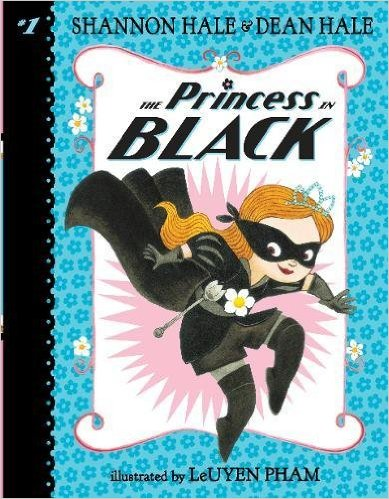 #1
SHANNON HALE & DEAN HALE
THE PRINCESS IN
BLACK
illustrated by LEUYEN PHAM